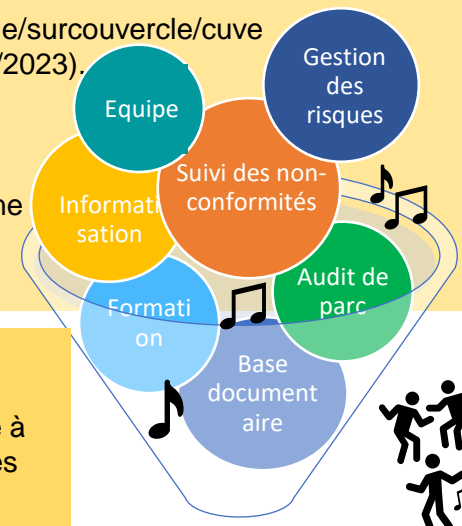 e/surcouvercle/cuve
/2023).
Gestion
des
risques
Equipe
Suivi des non-
conformités
ne
Informati
sation
Audit de
parc
Formati
on
Base
document
aire
e à
es